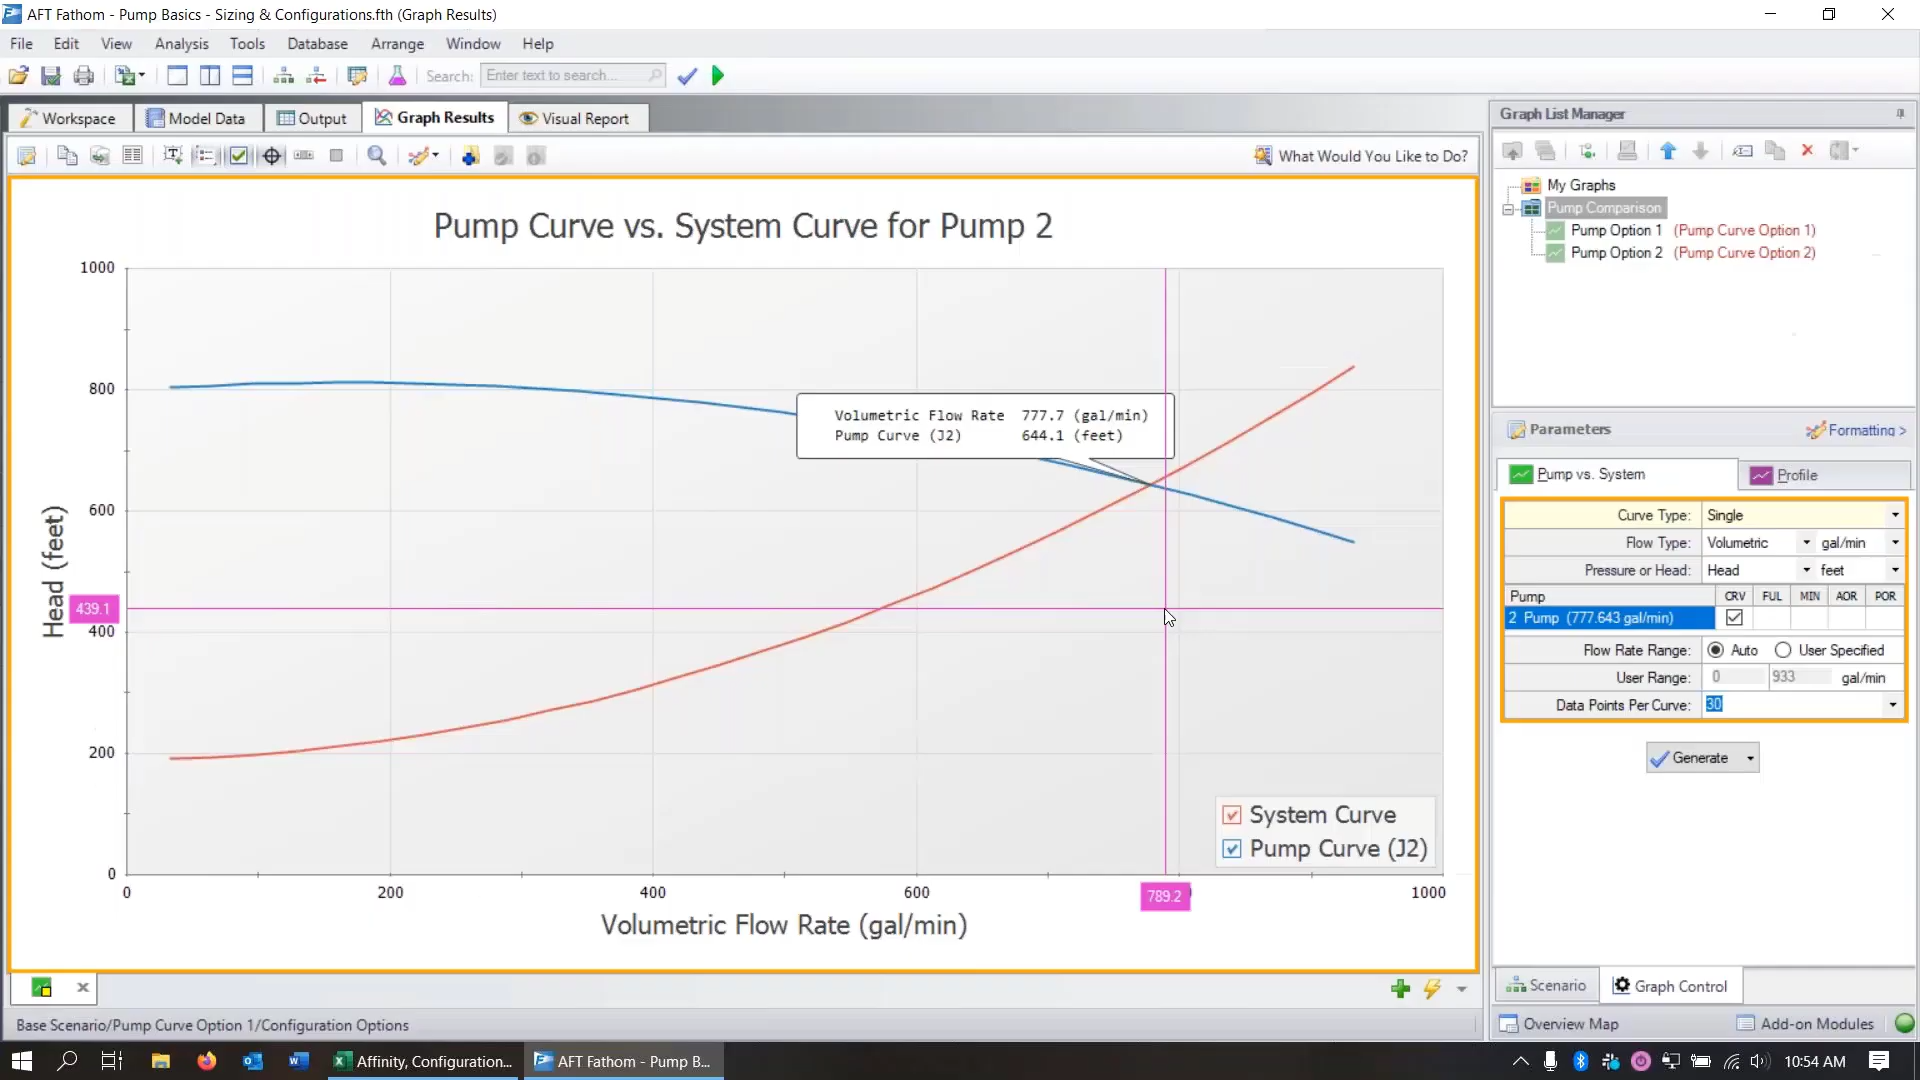 AFT Fathom - Pump Basics - Sizing & Configurations.fth (Graph Results)
File Edit View Analysis Tools Database Arrange Window Help
Search: Enter text to search...
Workspace Model Data Output Graph Results Visual Report
What Would You Like to Do?
Pump Curve vs. System Curve for Pump 2
1000
800
600
400
200
0
Head (feet)
439.1
Volumetric Flow Rate 777.7 (gal/min)
Pump Curve (J2) 644.1 (feet)
System Curve
Pump Curve (J2)
0 200 400 600 789.2 1000
Volumetric Flow Rate (gal/min)
Base Scenario/Pump Curve Option 1/Configuration Options
Graph List Manager
My Graphs
Pump Comparison
Pump Option 1 (Pump Curve Option 1)
Pump Option 2 (Pump Curve Option 2)
Parameters Formatting >
Pump vs. System Profile
Curve Type: Single
Flow Type: Volumetric gal/min
Pressure or Head: Head feet
Pump CRV FUL MIN AOR POR
2 Pump (777.643 gal/min)
Flow Rate Range: Auto User Specified
User Range: 0 933 gal/min
Data Points Per Curve: 30
Generate
Scenario Graph Control
Overview Map Add-on Modules
Affinity, Configuration... AFT Fathom - Pump B... 10:54 AM